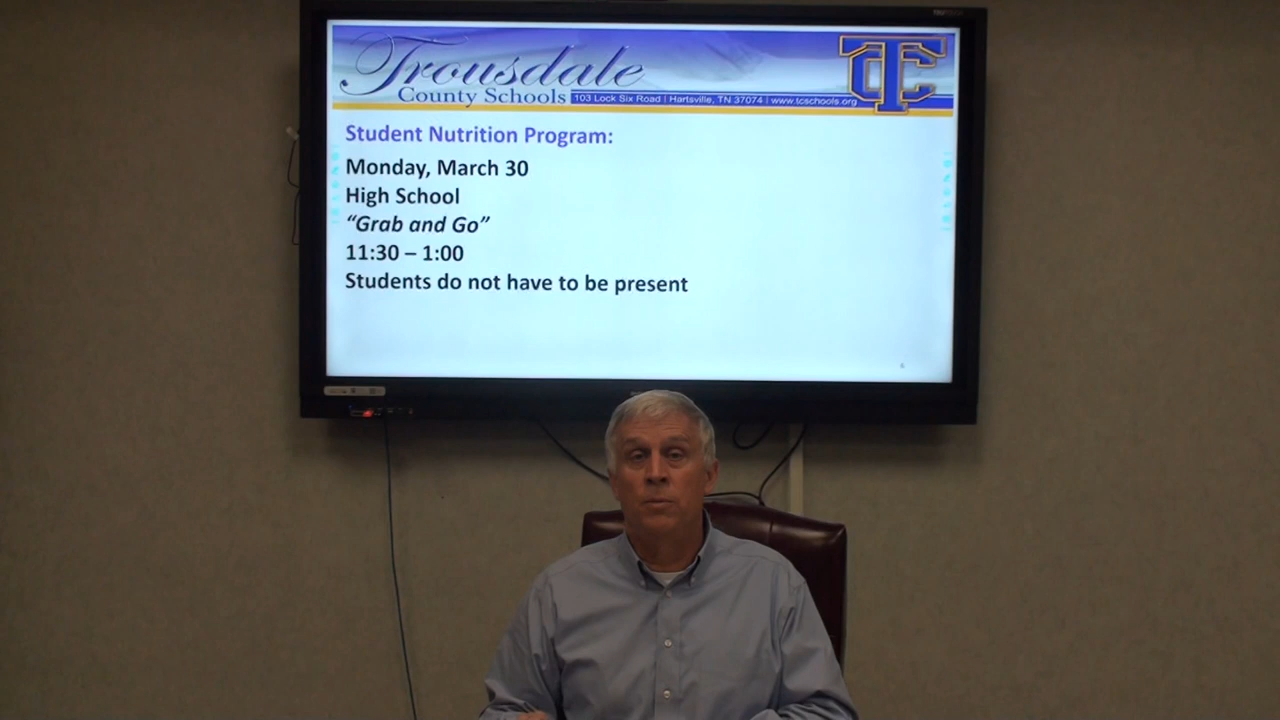 Trousdale
County Schools 103 Lock Six Road | Hartsville, TN 37074 | www.tcschools.org
TC
Student Nutrition Program:
Monday, March 30
High School
“Grab and Go”
11:30 – 1:00
Students do not have to be present
6